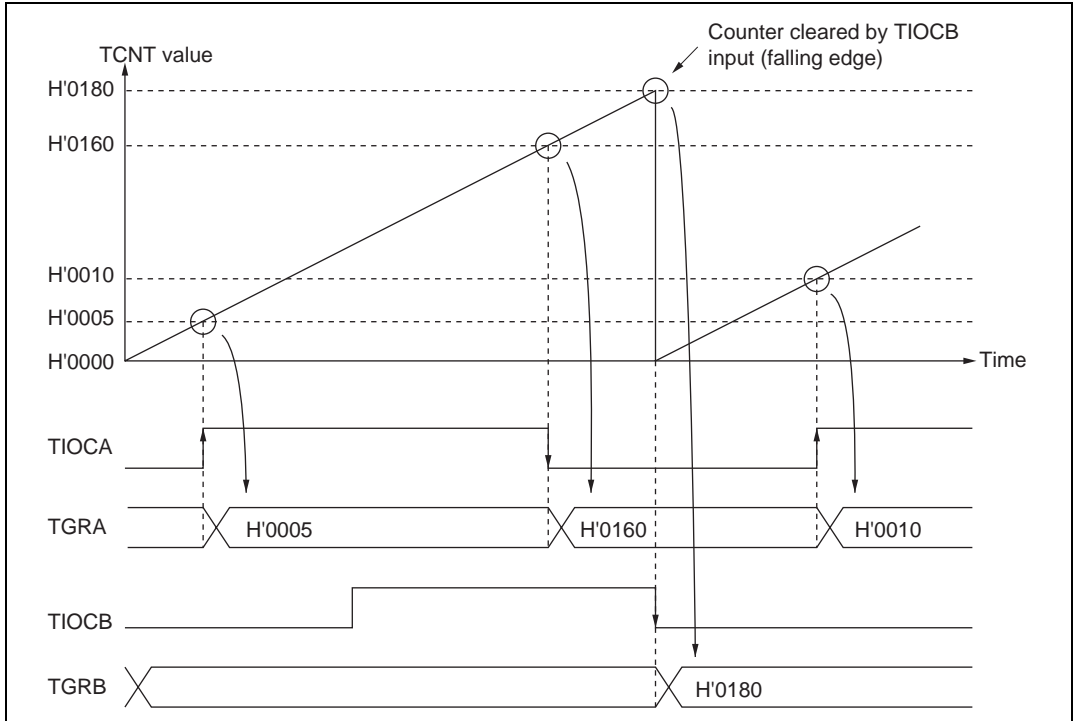 Counter cleared by TIOCB
input (falling edge)
TCNT value
H'0180
H'0160
H'0010
H'0005
H'0000
Time
TIOCA
TGRA
H'0005
H'0160
H'0010
TIOCB
TGRB
H'0180